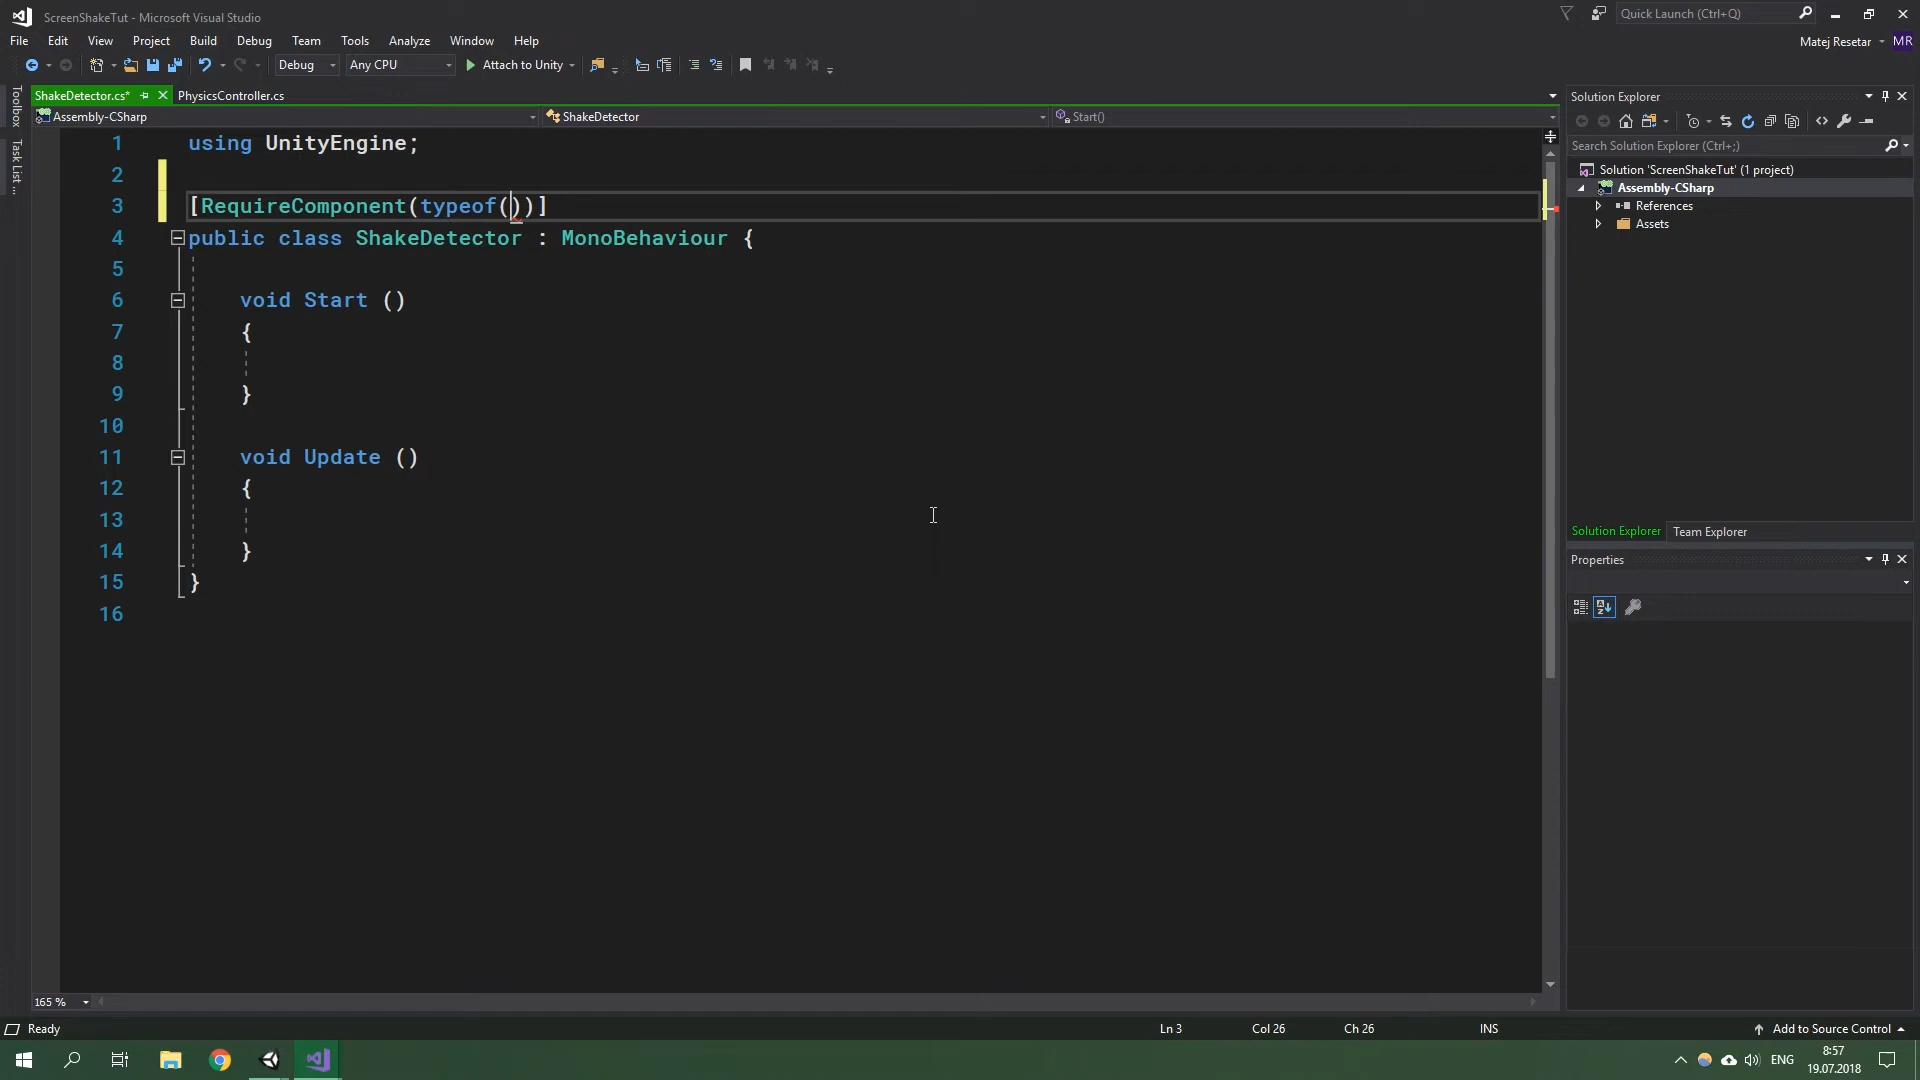 ScreenShakeTut - Microsoft Visual Studio
Quick Launch (Ctrl+Q)
File Edit View Project Build Debug Team Tools Analyze Window Help
Matej Resetar MR
Debug Any CPU Attach to Unity
Toolbox
Task List ...
ShakeDetector.cs* PhysicsController.cs
Assembly-CSharp ShakeDetector Start()
1 using UnityEngine;
2
3 [RequireComponent(typeof())]
4 public class ShakeDetector : MonoBehaviour {
5
6 void Start ()
7 {
8
9 }
10
11 void Update ()
12 {
13
14 }
15 }
16
165 %
Solution Explorer
Search Solution Explorer (Ctrl+;)
Solution 'ScreenShakeTut' (1 project)
Assembly-CSharp
References
Assets
Solution Explorer Team Explorer
Properties
Ready Ln 3 Col 26 Ch 26 INS Add to Source Control
ENG 8:57
19.07.2018